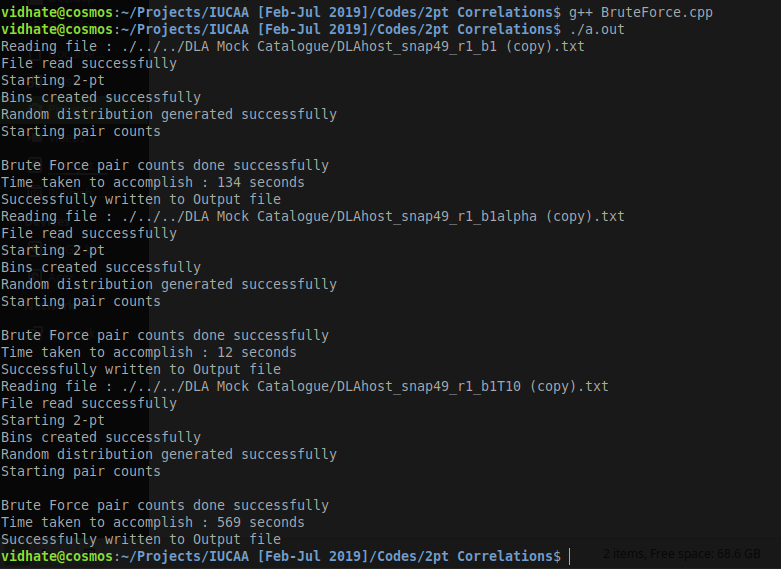 vidhate@cosmos:~/Projects/IUCAA [Feb-Jul 2019]/Codes/2pt Correlations$ g++ BruteForce.cpp
vidhate@cosmos:~/Projects/IUCAA [Feb-Jul 2019]/Codes/2pt Correlations$ ./a.out
Reading file : ./../../DLA Mock Catalogue/DLAhost_snap49_r1_b1 (copy).txt
File read successfully
Starting 2-pt
Bins created successfully
Random distribution generated successfully
Starting pair counts
Brute Force pair counts done successfully
Time taken to accomplish : 134 seconds
Successfully written to Output file
Reading file : ./../../DLA Mock Catalogue/DLAhost_snap49_r1_b1alpha (copy).txt
File read successfully
Starting 2-pt
Bins created successfully
Random distribution generated successfully
Starting pair counts
Brute Force pair counts done successfully
Time taken to accomplish : 12 seconds
Successfully written to Output file
Reading file : ./../../DLA Mock Catalogue/DLAhost_snap49_r1_b1T10 (copy).txt
File read successfully
Starting 2-pt
Bins created successfully
Random distribution generated successfully
Starting pair counts
Brute Force pair counts done successfully
Time taken to accomplish : 569 seconds
Successfully written to Output file
vidhate@cosmos:~/Projects/IUCAA [Feb-Jul 2019]/Codes/2pt Correlations$
2 items, Free space: 68.6 GB